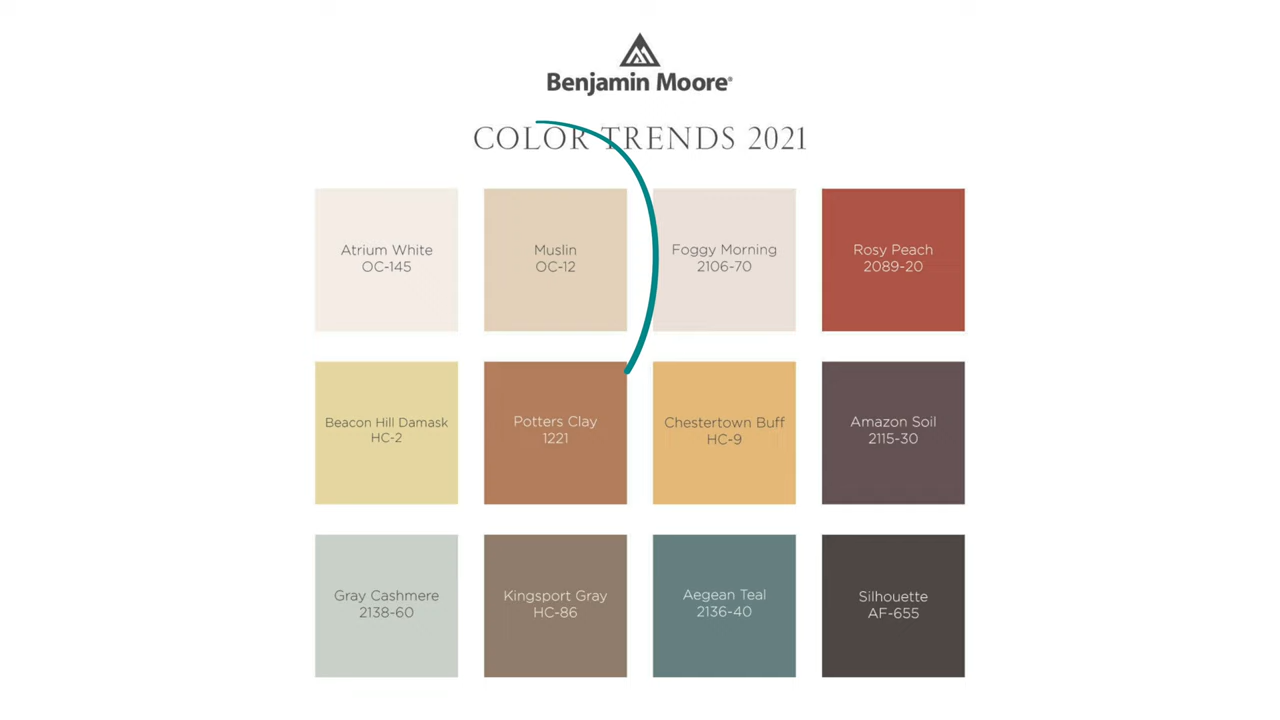 Benjamin Moore®
COLOR TRENDS 2021
Atrium White
OC-145
Muslin
OC-12
Foggy Morning
2106-70
Rosy Peach
2089-20
Beacon Hill Damask
HC-2
Potters Clay
1221
Chestertown Buff
HC-9
Amazon Soil
2115-30
Gray Cashmere
2138-60
Kingsport Gray
HC-86
Aegean Teal
2136-40
Silhouette
AF-655